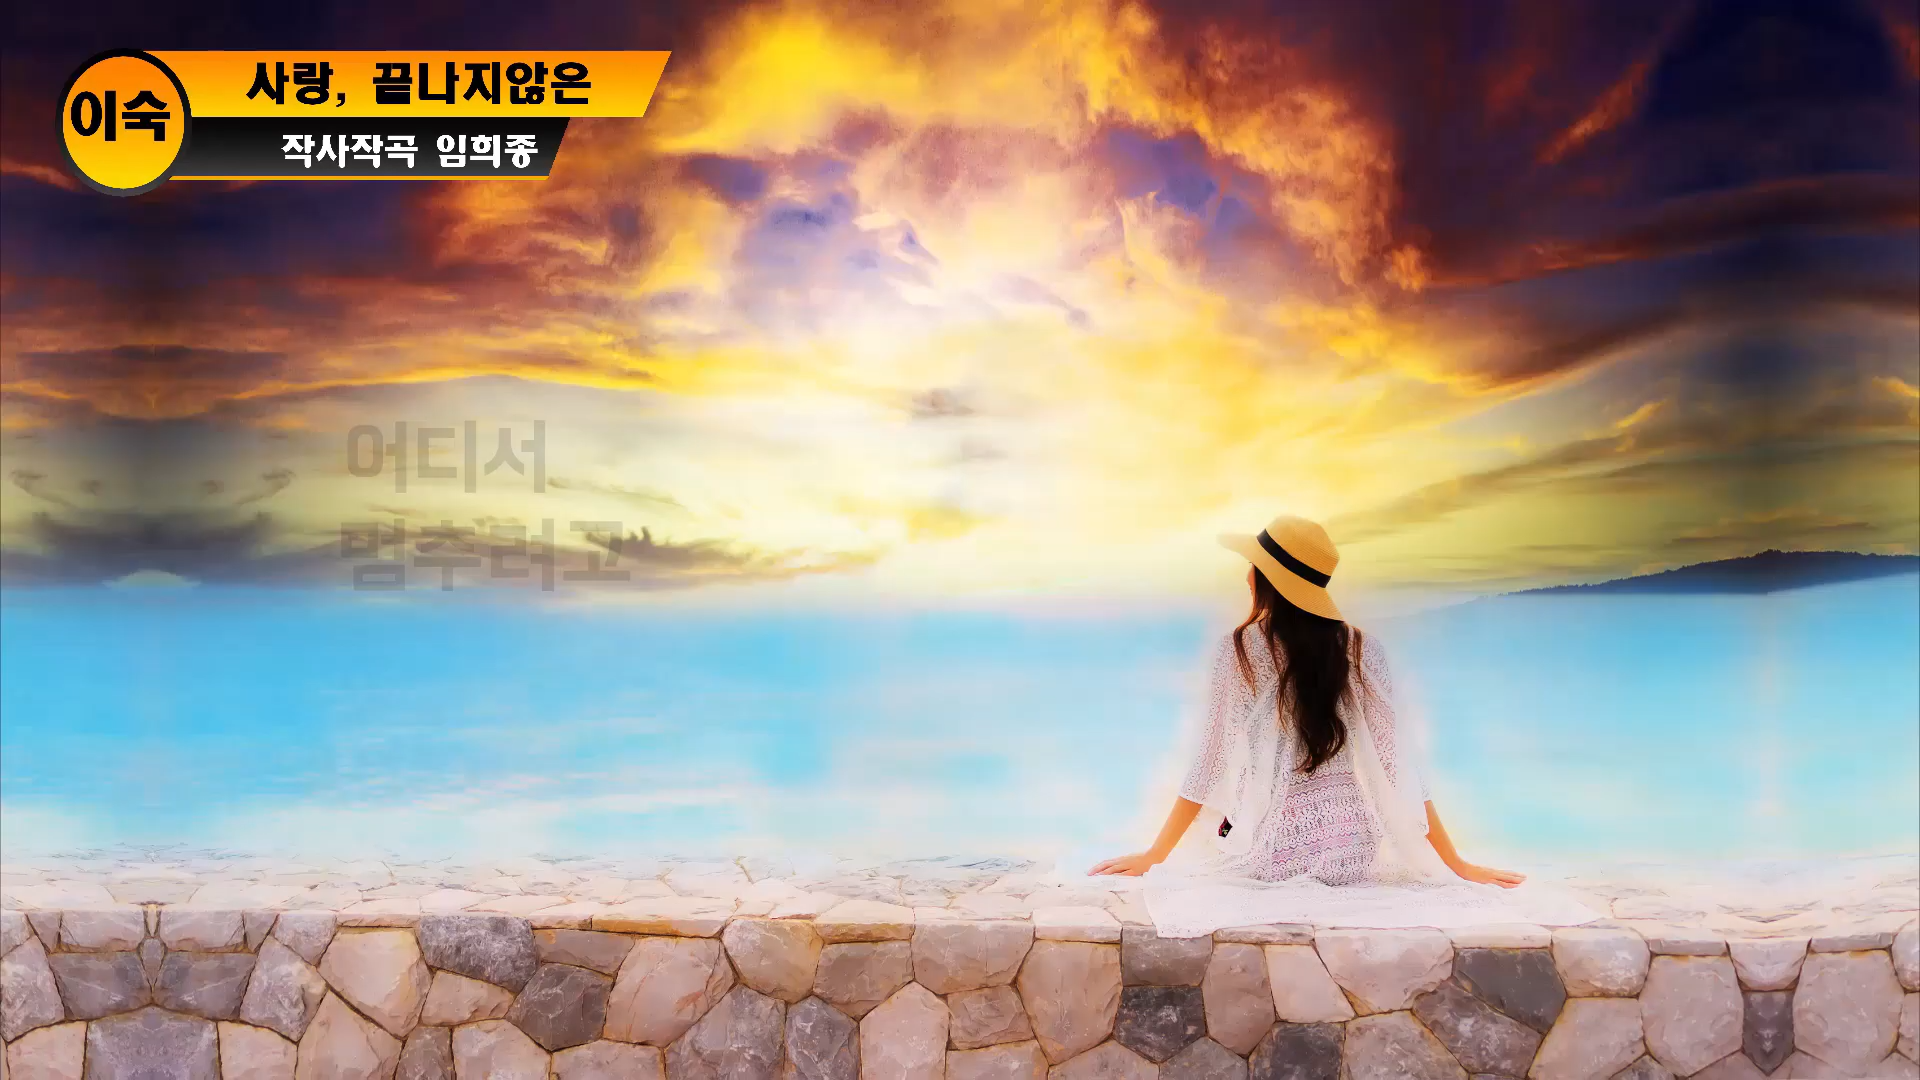 이숙
사랑, 끝나지않은
작사작곡 임희종
어디서
멈추려고